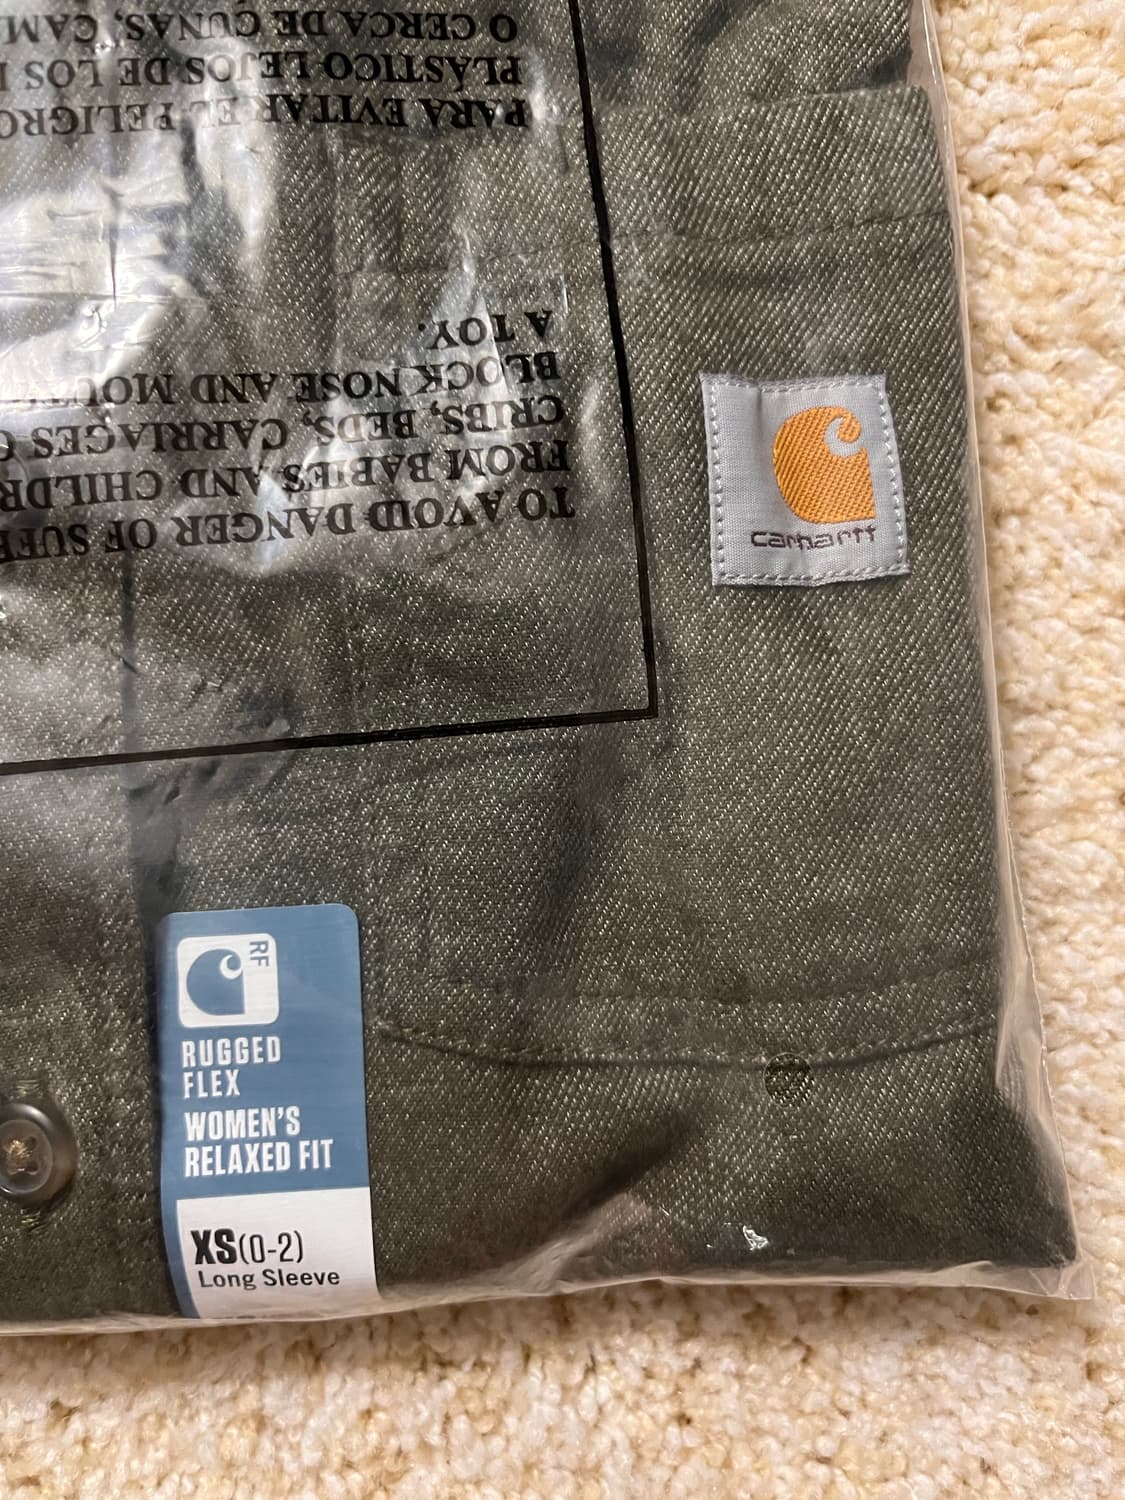 TO AVOID DANGER OF SUFF
FROM BABIES AND CHILDR
CRIBS, BEDS, CARRIAGES
BLOCK NOSE AND MOUTH
A TOY.
PARA EVITAR EL PELIGRO
PLÁSTICO LEJOS DE LOS
O CERCA DE CUNAS, CAM
carhartt
RF
RUGGED
FLEX
WOMEN'S
RELAXED FIT
XS(0-2)
Long Sleeve